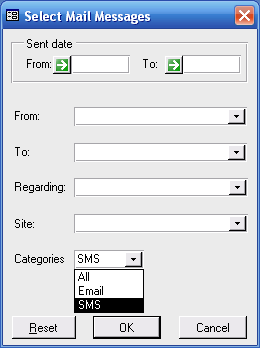 Select Mail Messages
Sent date
From: To:
From:
To:
Regarding:
Site:
Categories SMS
All
Email
SMS
Reset OK Cancel